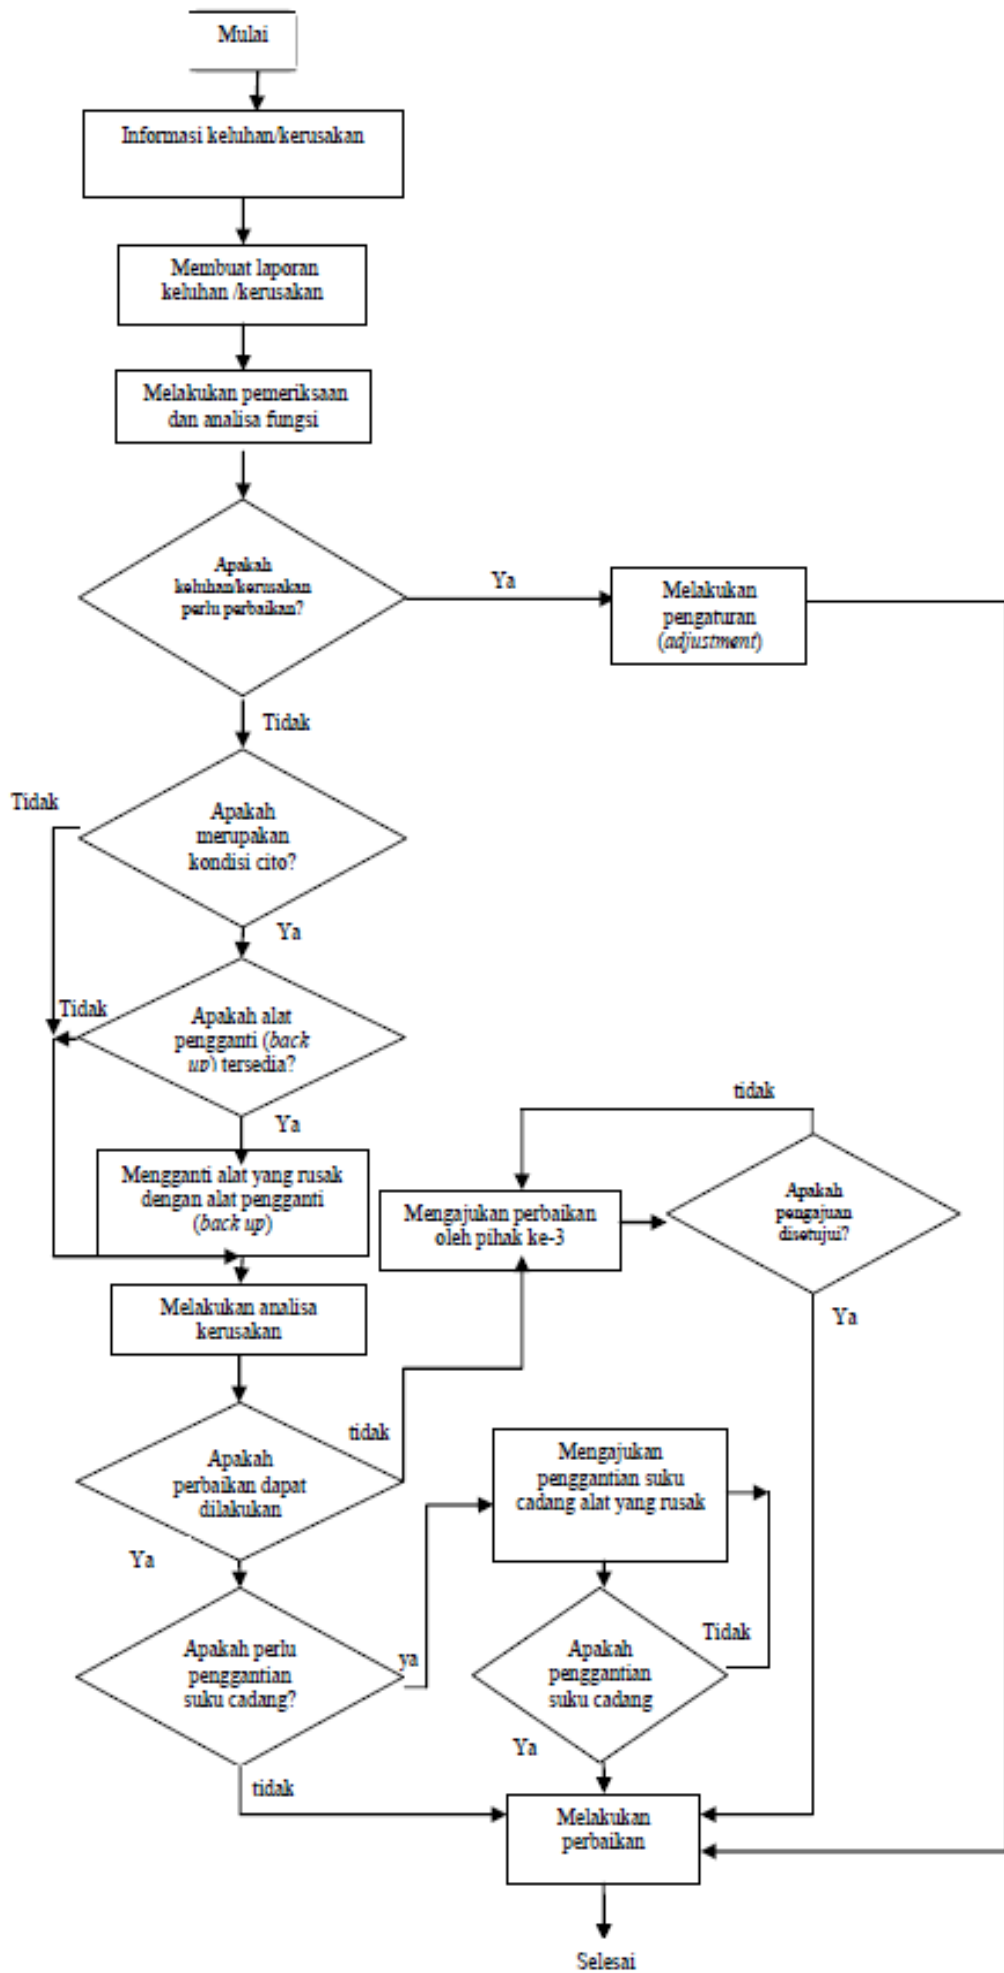 Mulai
Informasi keluhan/kerusakan
Membuat laporan
keluhan /kerusakan
Melakukan pemeriksaan
dan analisa fungsi
Apakah
keluhan/kerusakan
perlu perbaikan?
Ya
Melakukan
pengaturan
(adjustment)
Tidak
Tidak
Apakah
merupakan
kondisi cito?
Ya
Tidak
Apakah alat
pengganti (back
up) tersedia?
Ya
Mengganti alat yang rusak
dengan alat pengganti
(back up)
tidak
Mengajukan perbaikan
oleh pihak ke-3
Apakah
pengajuan
disetujui?
Ya
Melakukan analisa
kerusakan
tidak
Apakah
perbaikan dapat
dilakukan
Ya
Mengajukan
penggantian suku
cadang alat yang rusak
Apakah perlu
penggantian
suku cadang?
ya
Apakah
penggantian
suku cadang
Tidak
Ya
tidak
Melakukan
perbaikan
Selesai